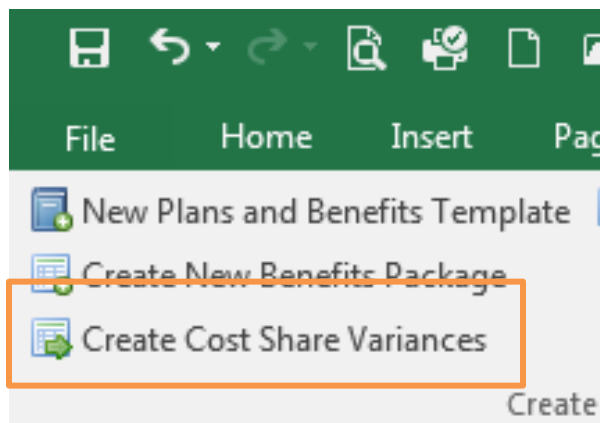 File Home Insert
New Plans and Benefits Template
Create New Benefits Package
Create Cost Share Variances
Create